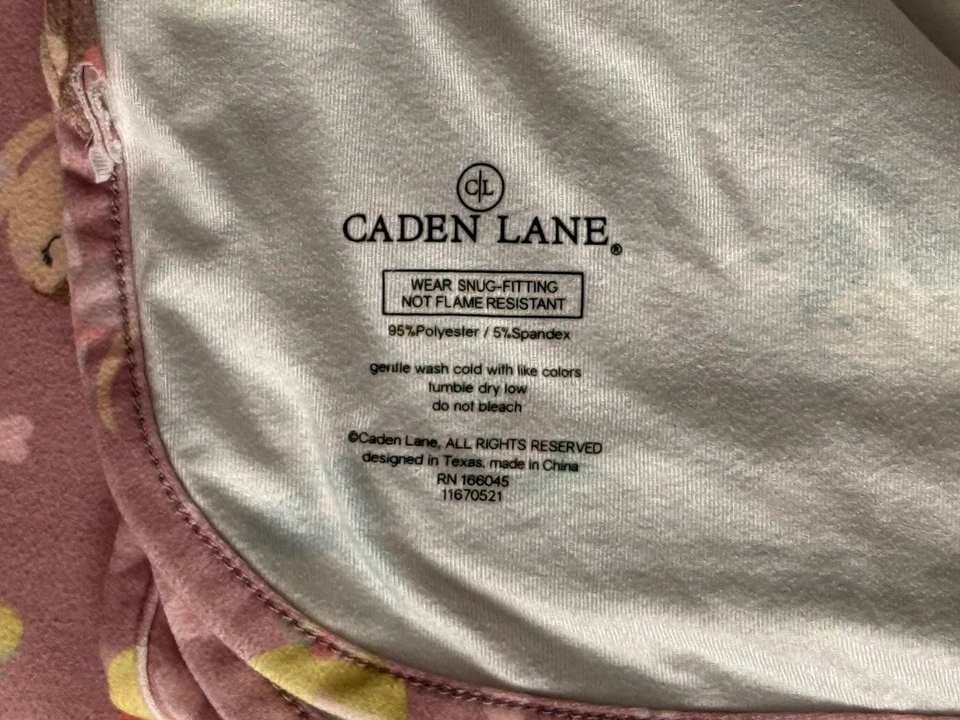 C|L
CADEN LANE®
WEAR SNUG-FITTING
NOT FLAME RESISTANT
95%Polyester / 5%Spandex
gentle wash cold with like colors
tumble dry low
do not bleach
©Caden Lane, ALL RIGHTS RESERVED
designed in Texas, made in China
RN 166045
11670521